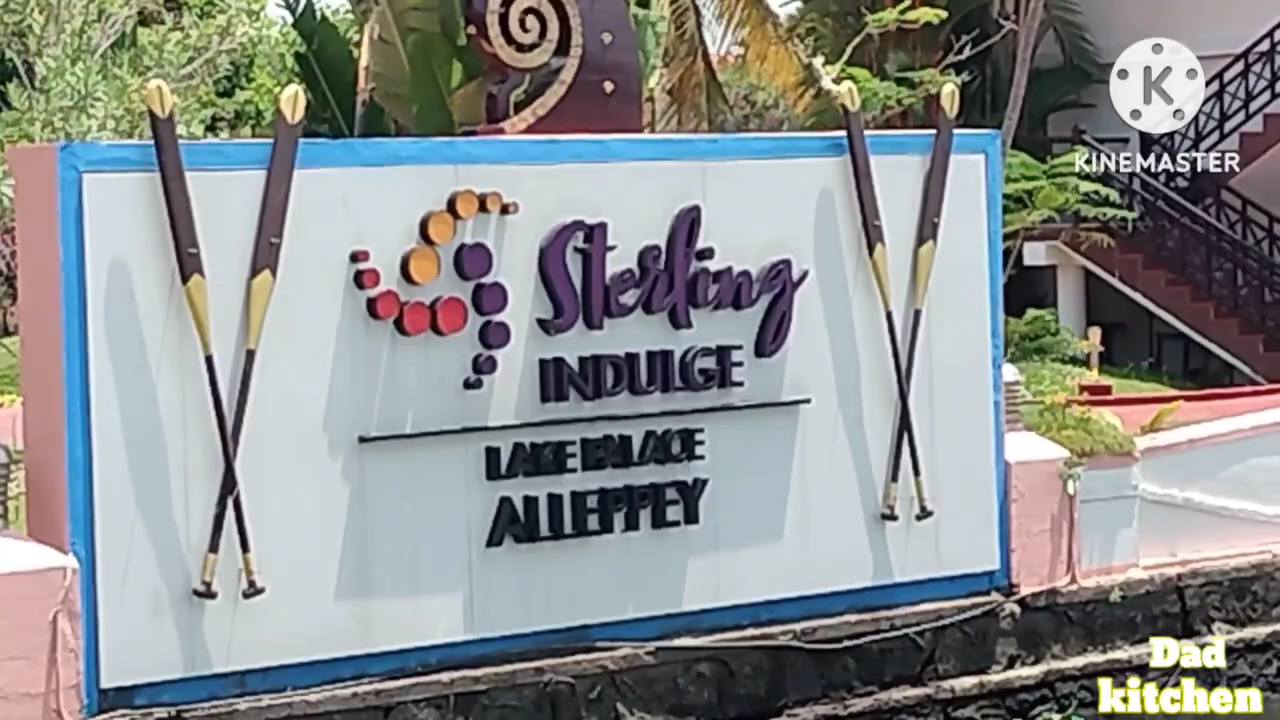 K
KINEMASTER
Sterling
INDULGE
LAKE PALACE
ALLEPPEY
Dad
kitchen